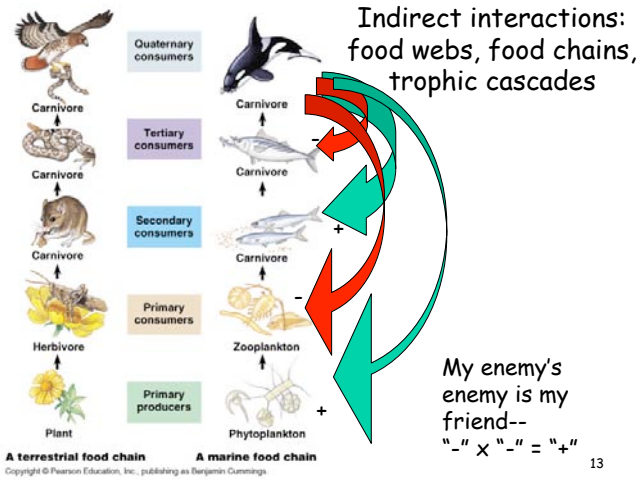 Indirect interactions:
food webs, food chains,
trophic cascades
Quaternary
consumers
Carnivore
Carnivore
Tertiary
consumers
-
Carnivore
Carnivore
Secondary
consumers
+
Carnivore
Carnivore
Primary
consumers
-
Herbivore
Zooplankton
Primary
producers
+
Plant
Phytoplankton
My enemy's
enemy is my
friend--
“-” x “-” = “+”
A terrestrial food chain
A marine food chain
Copyright © Pearson Education, Inc., publishing as Benjamin Cummings.
13